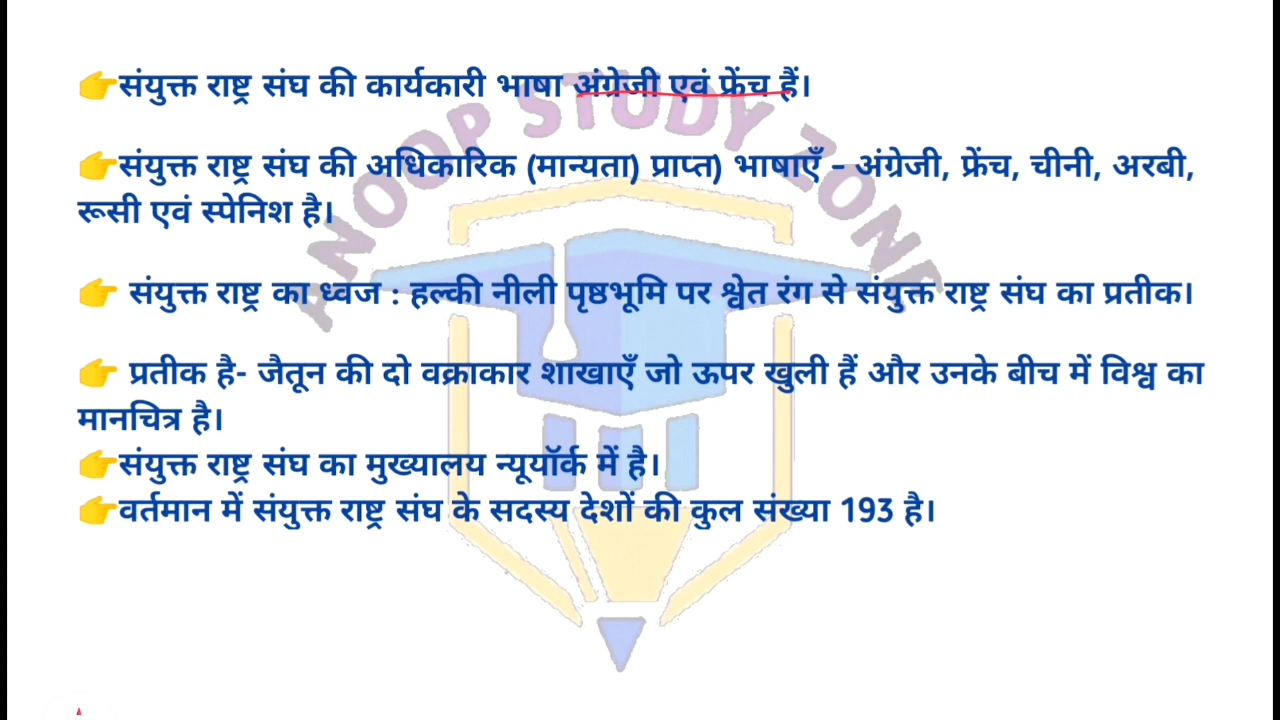 👉संयुक्त राष्ट्र संघ की कार्यकारी भाषा अंग्रेजी एवं फ्रेंच हैं।
👉संयुक्त राष्ट्र संघ की अधिकारिक (मान्यता) प्राप्त) भाषाएँ – अंग्रेजी, फ्रेंच, चीनी, अरबी,
रूसी एवं स्पेनिश है।
👉 संयुक्त राष्ट्र का ध्वज : हल्की नीली पृष्ठभूमि पर श्वेत रंग से संयुक्त राष्ट्र संघ का प्रतीक।
👉 प्रतीक है- जैतून की दो वक्राकार शाखाएँ जो ऊपर खुली हैं और उनके बीच में विश्व का
मानचित्र है।
👉संयुक्त राष्ट्र संघ का मुख्यालय न्यूयॉर्क में है।
👉वर्तमान में संयुक्त राष्ट्र संघ के सदस्य देशों की कुल संख्या 193 है।
ANOOP STUDY ZONE